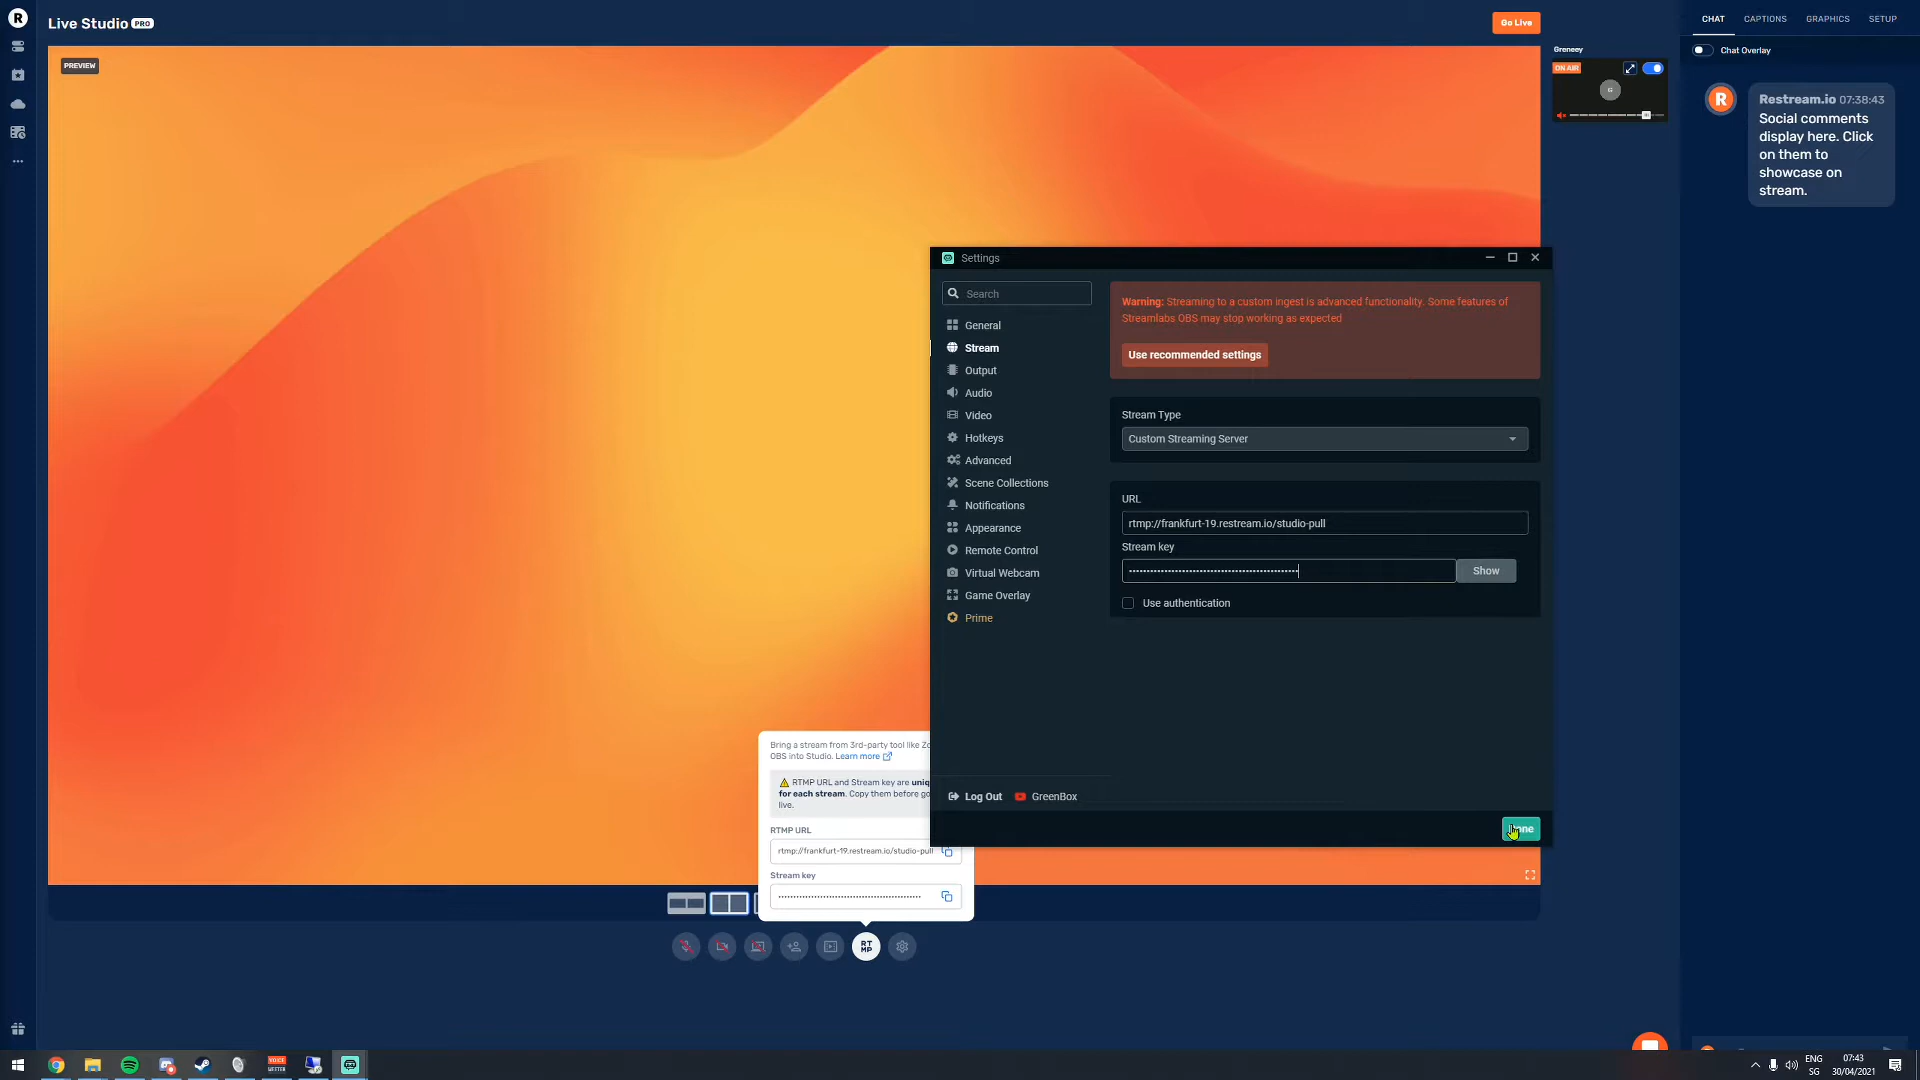 Live Studio PRO
Go Live
PREVIEW
Greneey
ON AIR
G
CHAT
CAPTIONS
GRAPHICS
SETUP
Chat Overlay
R
Restream.io 07:38:43
Social comments
display here. Click
on them to
showcase on
stream.
Settings
Search
General
Stream
Output
Audio
Video
Hotkeys
Advanced
Scene Collections
Notifications
Appearance
Remote Control
Virtual Webcam
Game Overlay
Prime
Log Out
GreenBox
Warning: Streaming to a custom ingest is advanced functionality. Some features of
Streamlabs OBS may stop working as expected
Use recommended settings
Stream Type
Custom Streaming Server
URL
rtmp://frankfurt-19.restream.io/studio-pull
Stream key
Show
Use authentication
Bring a stream from 3rd-party tool like
OBS into Studio. Learn more
RTMP URL and Stream key are
for each stream. Copy them before
live.
RTMP URL
rtmp://frankfurt-19.restream.io/studio-pull
Stream key
RT
MP
VOICE
MEETER
ENG
SG
07:43
30/04/2021